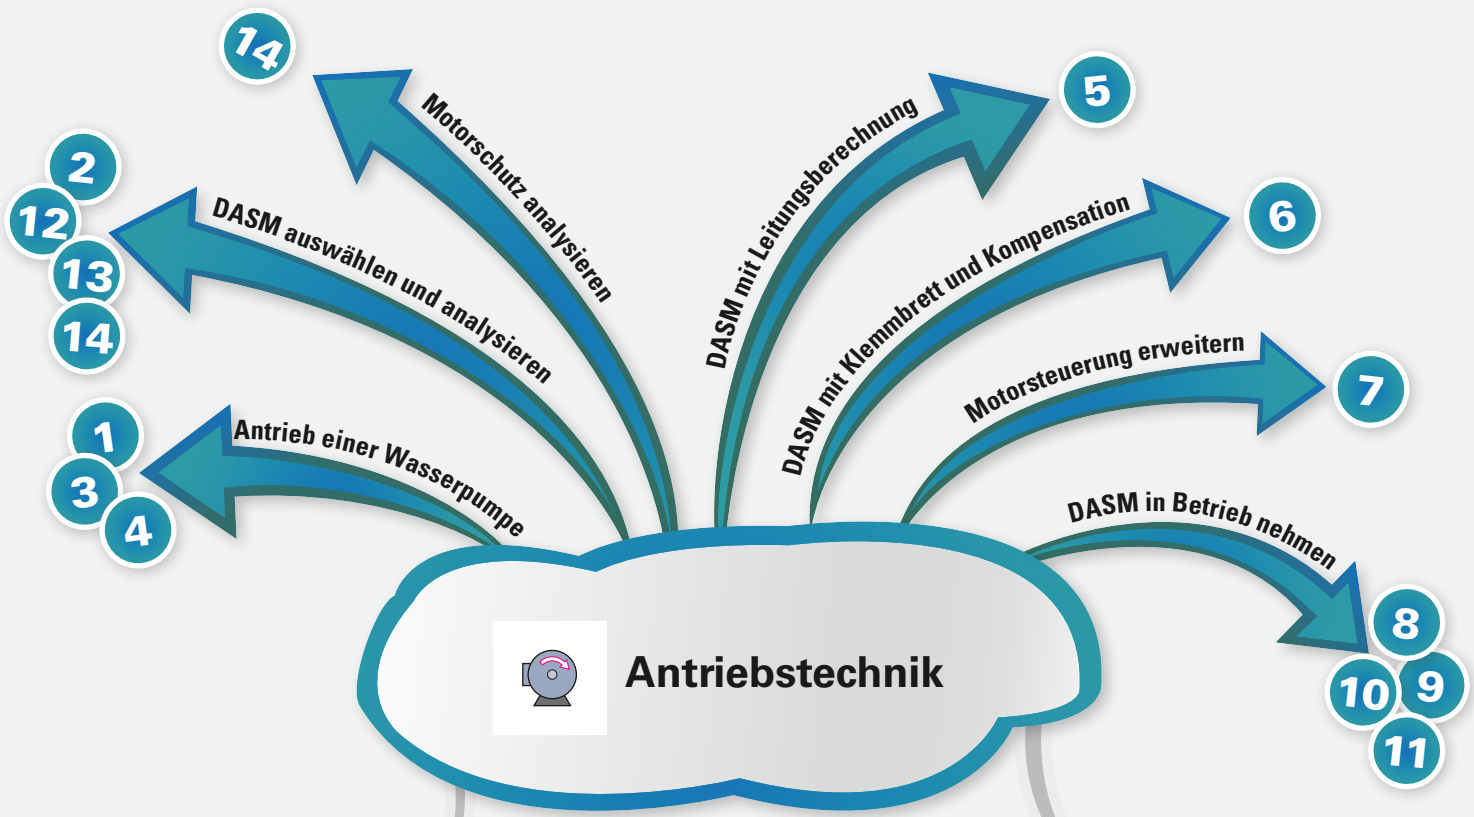 14
Motorschutz analysieren
2
12
13
14
DASM auswählen und analysieren
1
3
4
Antrieb einer Wasserpumpe
DASM mit Leitungsberechnung
5
DASM mit Klemmbrett und Kompensation
6
Motorsteuerung erweitern
7
DASM in Betrieb nehmen
8
9
10
11
Antriebstechnik